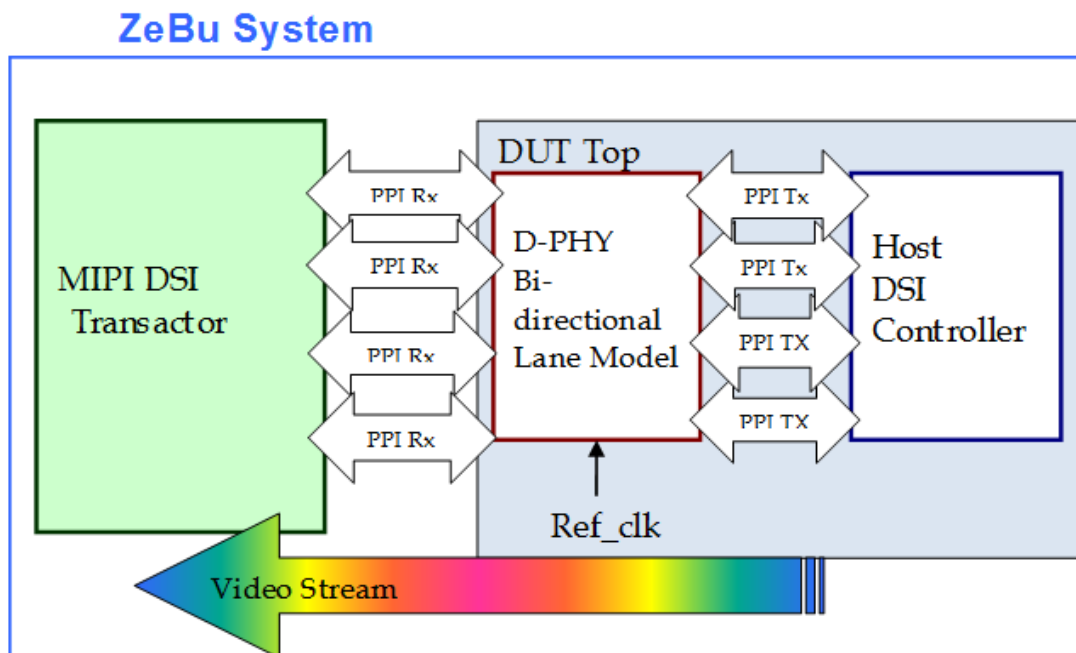 ZeBu System
MIPI DSI
Transactor
PPI Rx
PPI Rx
PPI Rx
PPI Rx
DUT Top
D-PHY
Bi-
directional
Lane Model
PPI Tx
PPI Tx
PPI TX
PPI TX
Host
DSI
Controller
Ref_clk
Video Stream